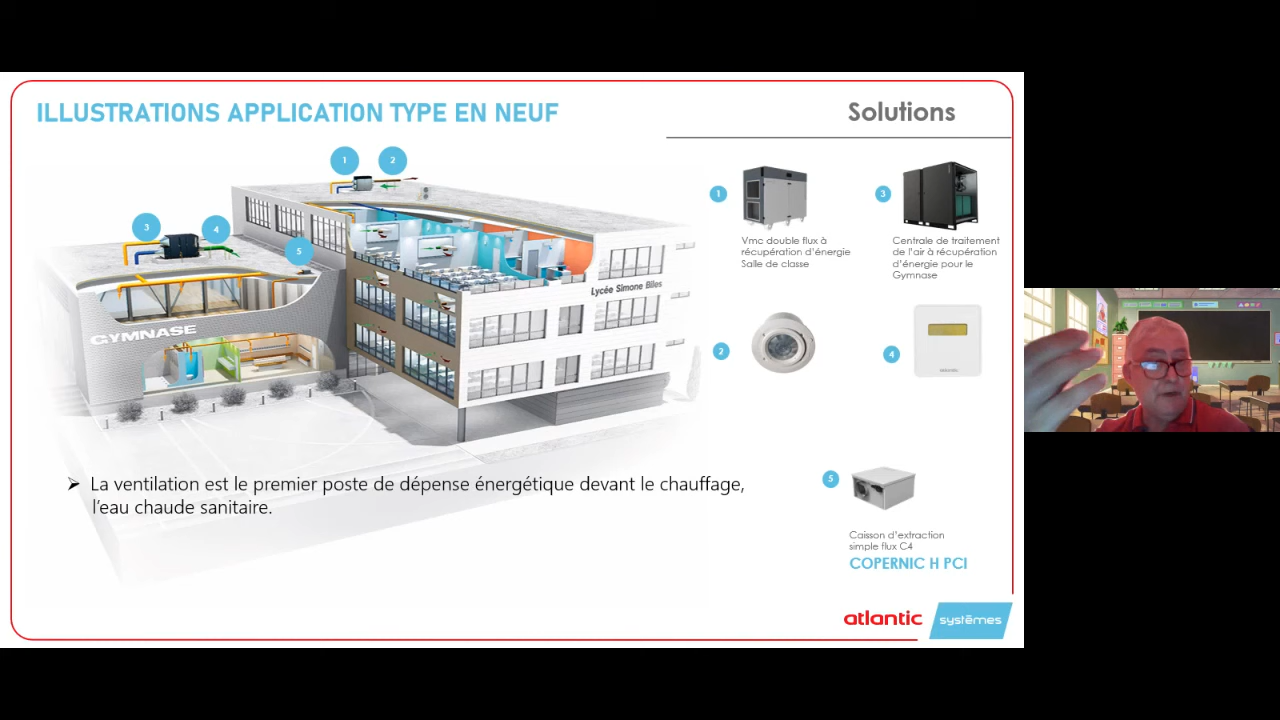 ILLUSTRATIONS APPLICATION TYPE EN NEUF
Solutions
1
2
3
4
5
GYMNASE
Lycée Simone Biles
1
Vmc double flux à
récupération d'énergie
Salle de classe
3
Centrale de traitement
de l'air à récupération
d'énergie pour le
Gymnase
2
4
atlantic
➤ La ventilation est le premier poste de dépense énergétique devant le chauffage,
l'eau chaude sanitaire.
5
Caisson d'extraction
simple flux C4
COPERNIC H PCI
atlantic
systèmes